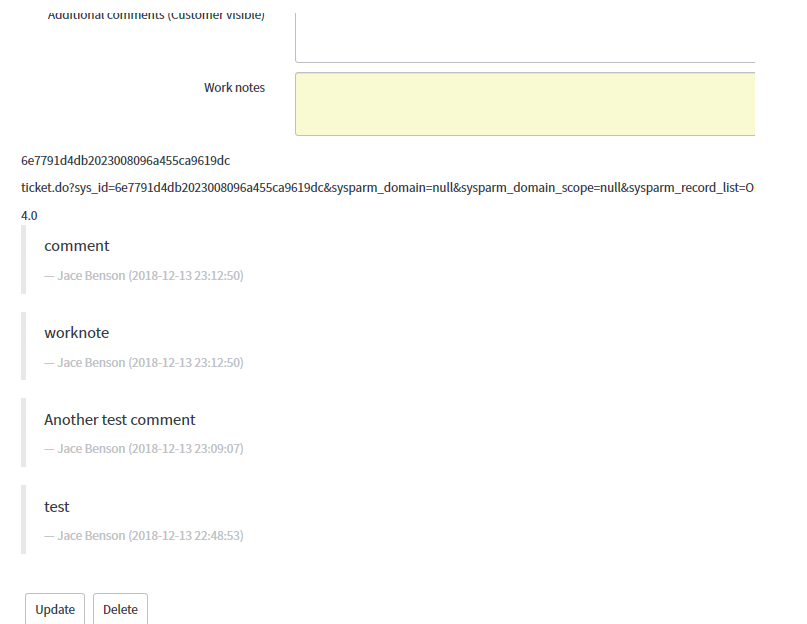 Additional comments (Customer visible)
Work notes
6e7791d4db2023008096a455ca9619dc
ticket.do?sys_id=6e7791d4db2023008096a455ca9619dc&sysparm_domain=null&sysparm_domain_scope=null&sysparm_record_list=O
4.0
comment
— Jace Benson (2018-12-13 23:12:50)
worknote
— Jace Benson (2018-12-13 23:12:50)
Another test comment
— Jace Benson (2018-12-13 23:09:07)
test
— Jace Benson (2018-12-13 22:48:53)
Update Delete